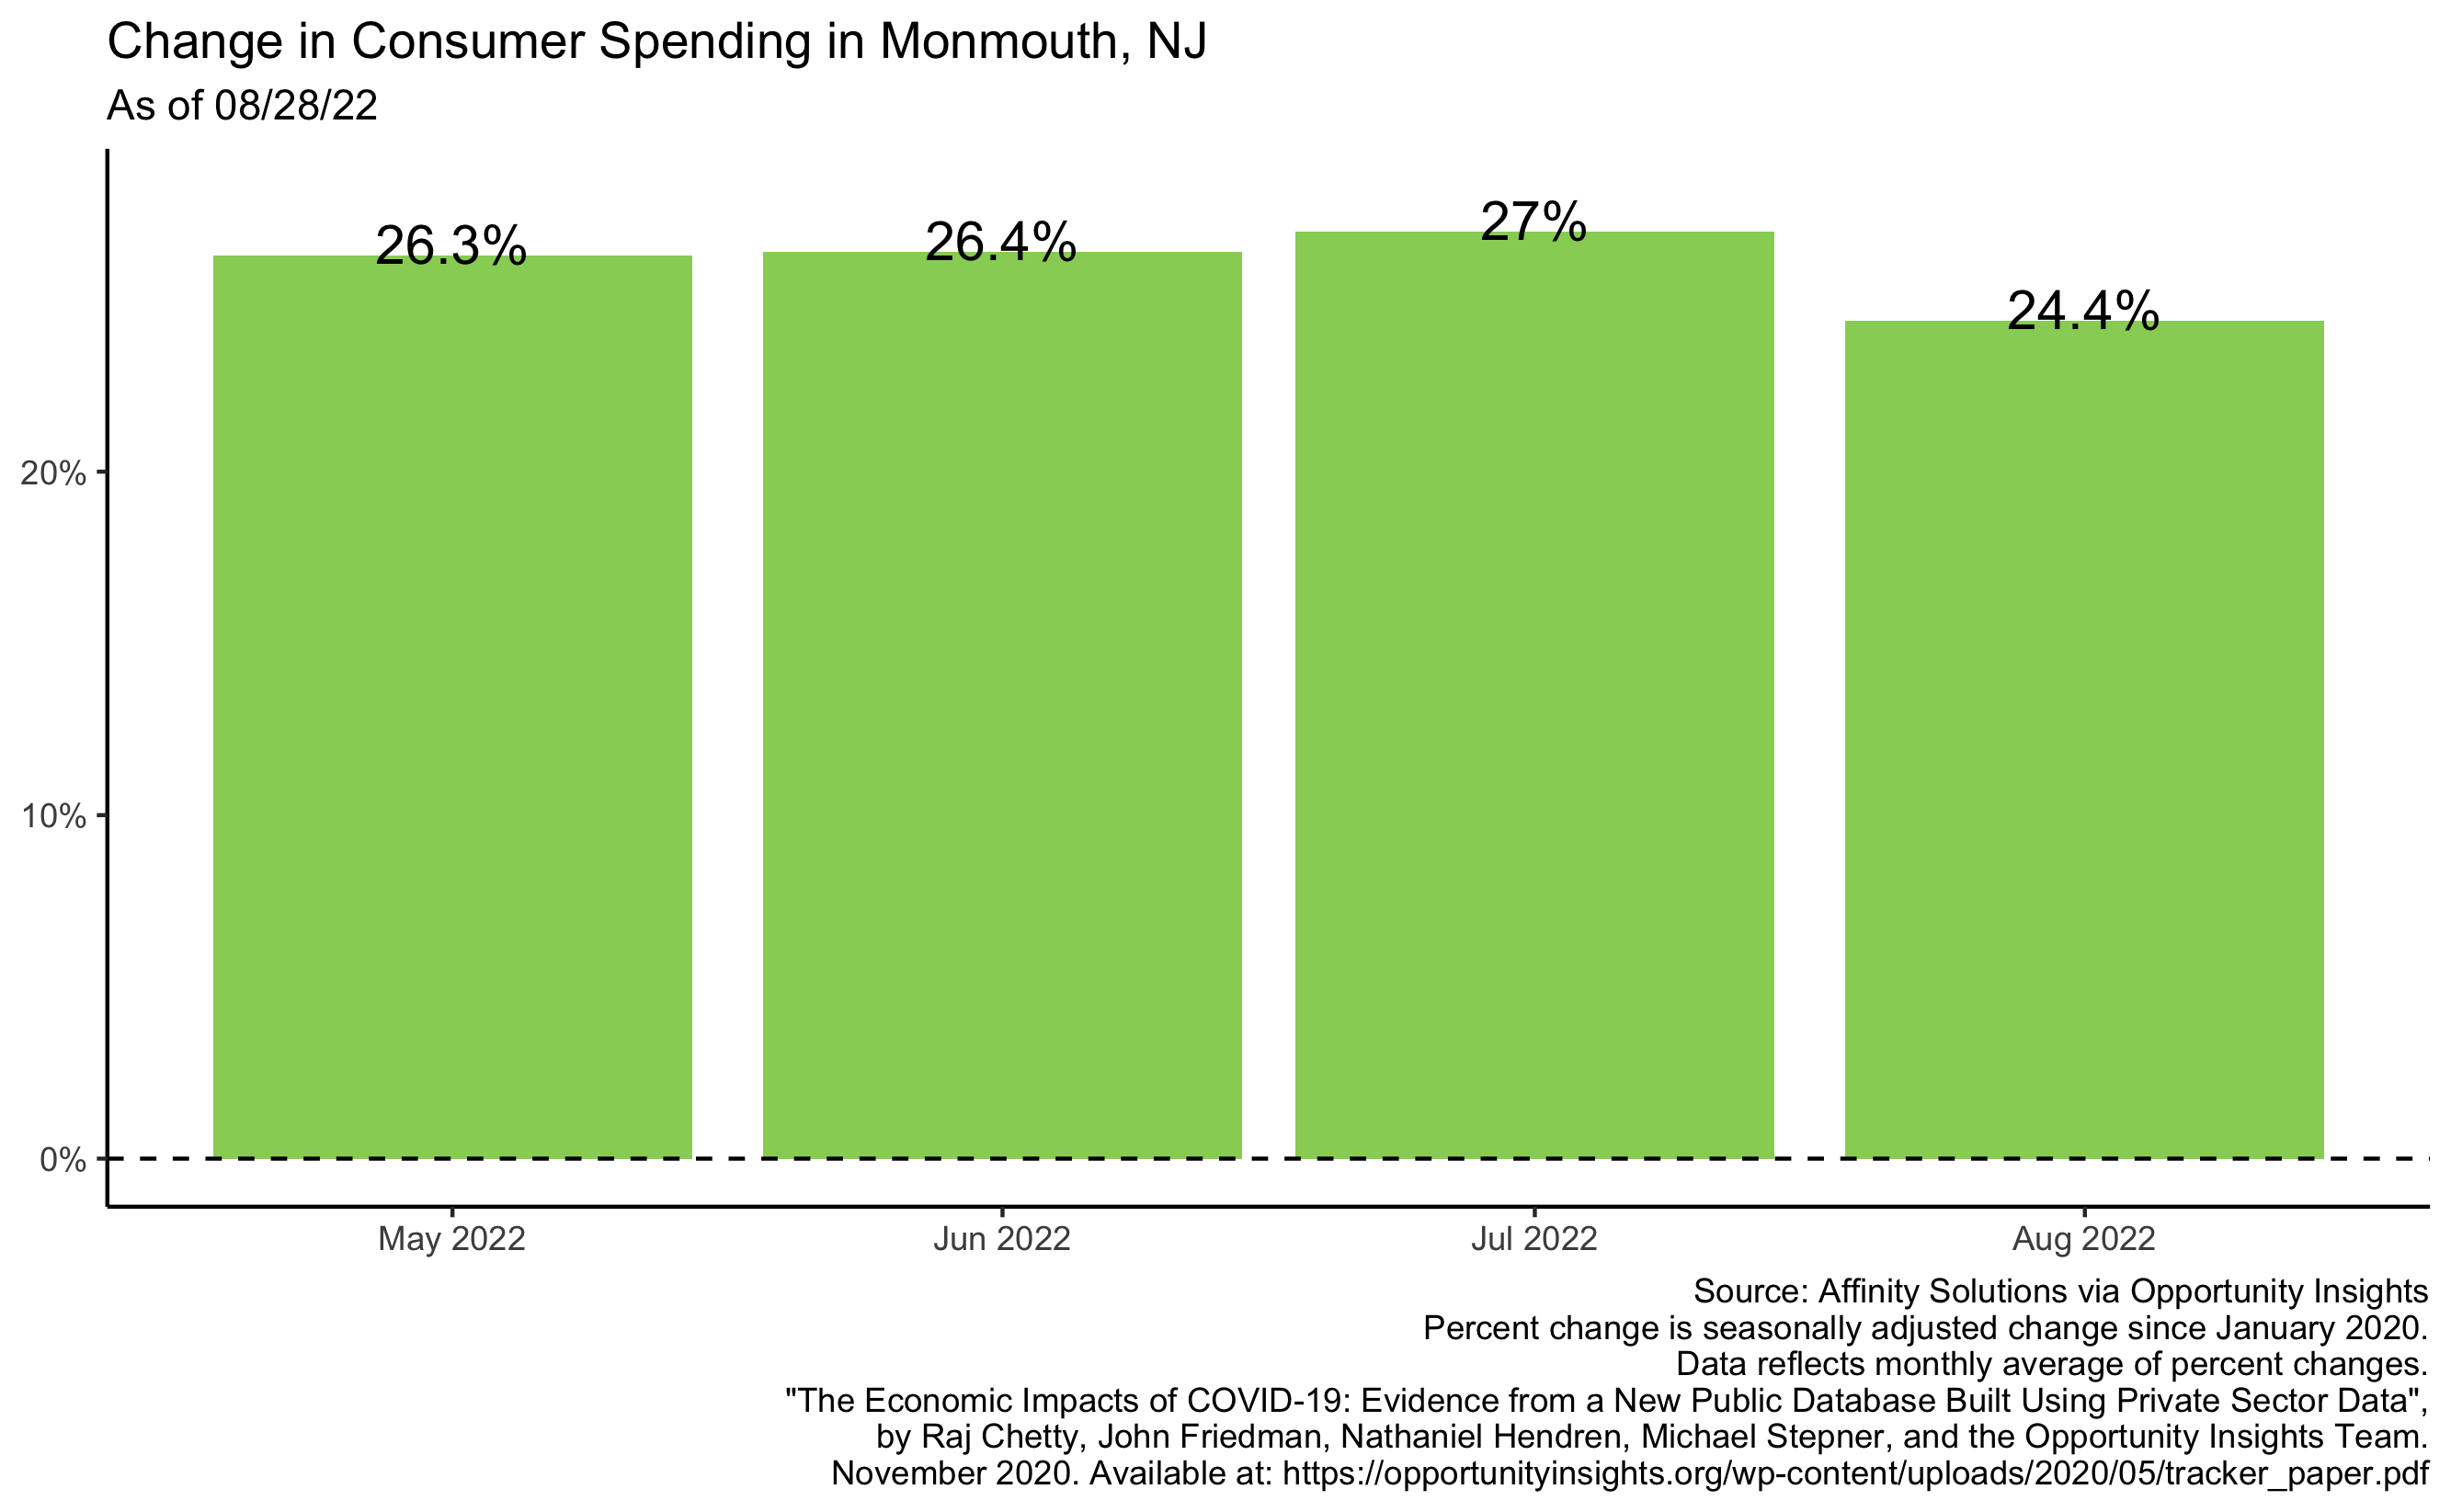 Change in Consumer Spending in Monmouth, NJ
As of 08/28/22
26.3%
26.4%
27%
24.4%
20%
10%
0%
May 2022
Jun 2022
Jul 2022
Aug 2022
Source: Affinity Solutions via Opportunity Insights
Percent change is seasonally adjusted change since January 2020.
Data reflects monthly average of percent changes.
"The Economic Impacts of COVID-19: Evidence from a New Public Database Built Using Private Sector Data",
by Raj Chetty, John Friedman, Nathaniel Hendren, Michael Stepner, and the Opportunity Insights Team.
November 2020. Available at: https://opportunityinsights.org/wp-content/uploads/2020/05/tracker_paper.pdf